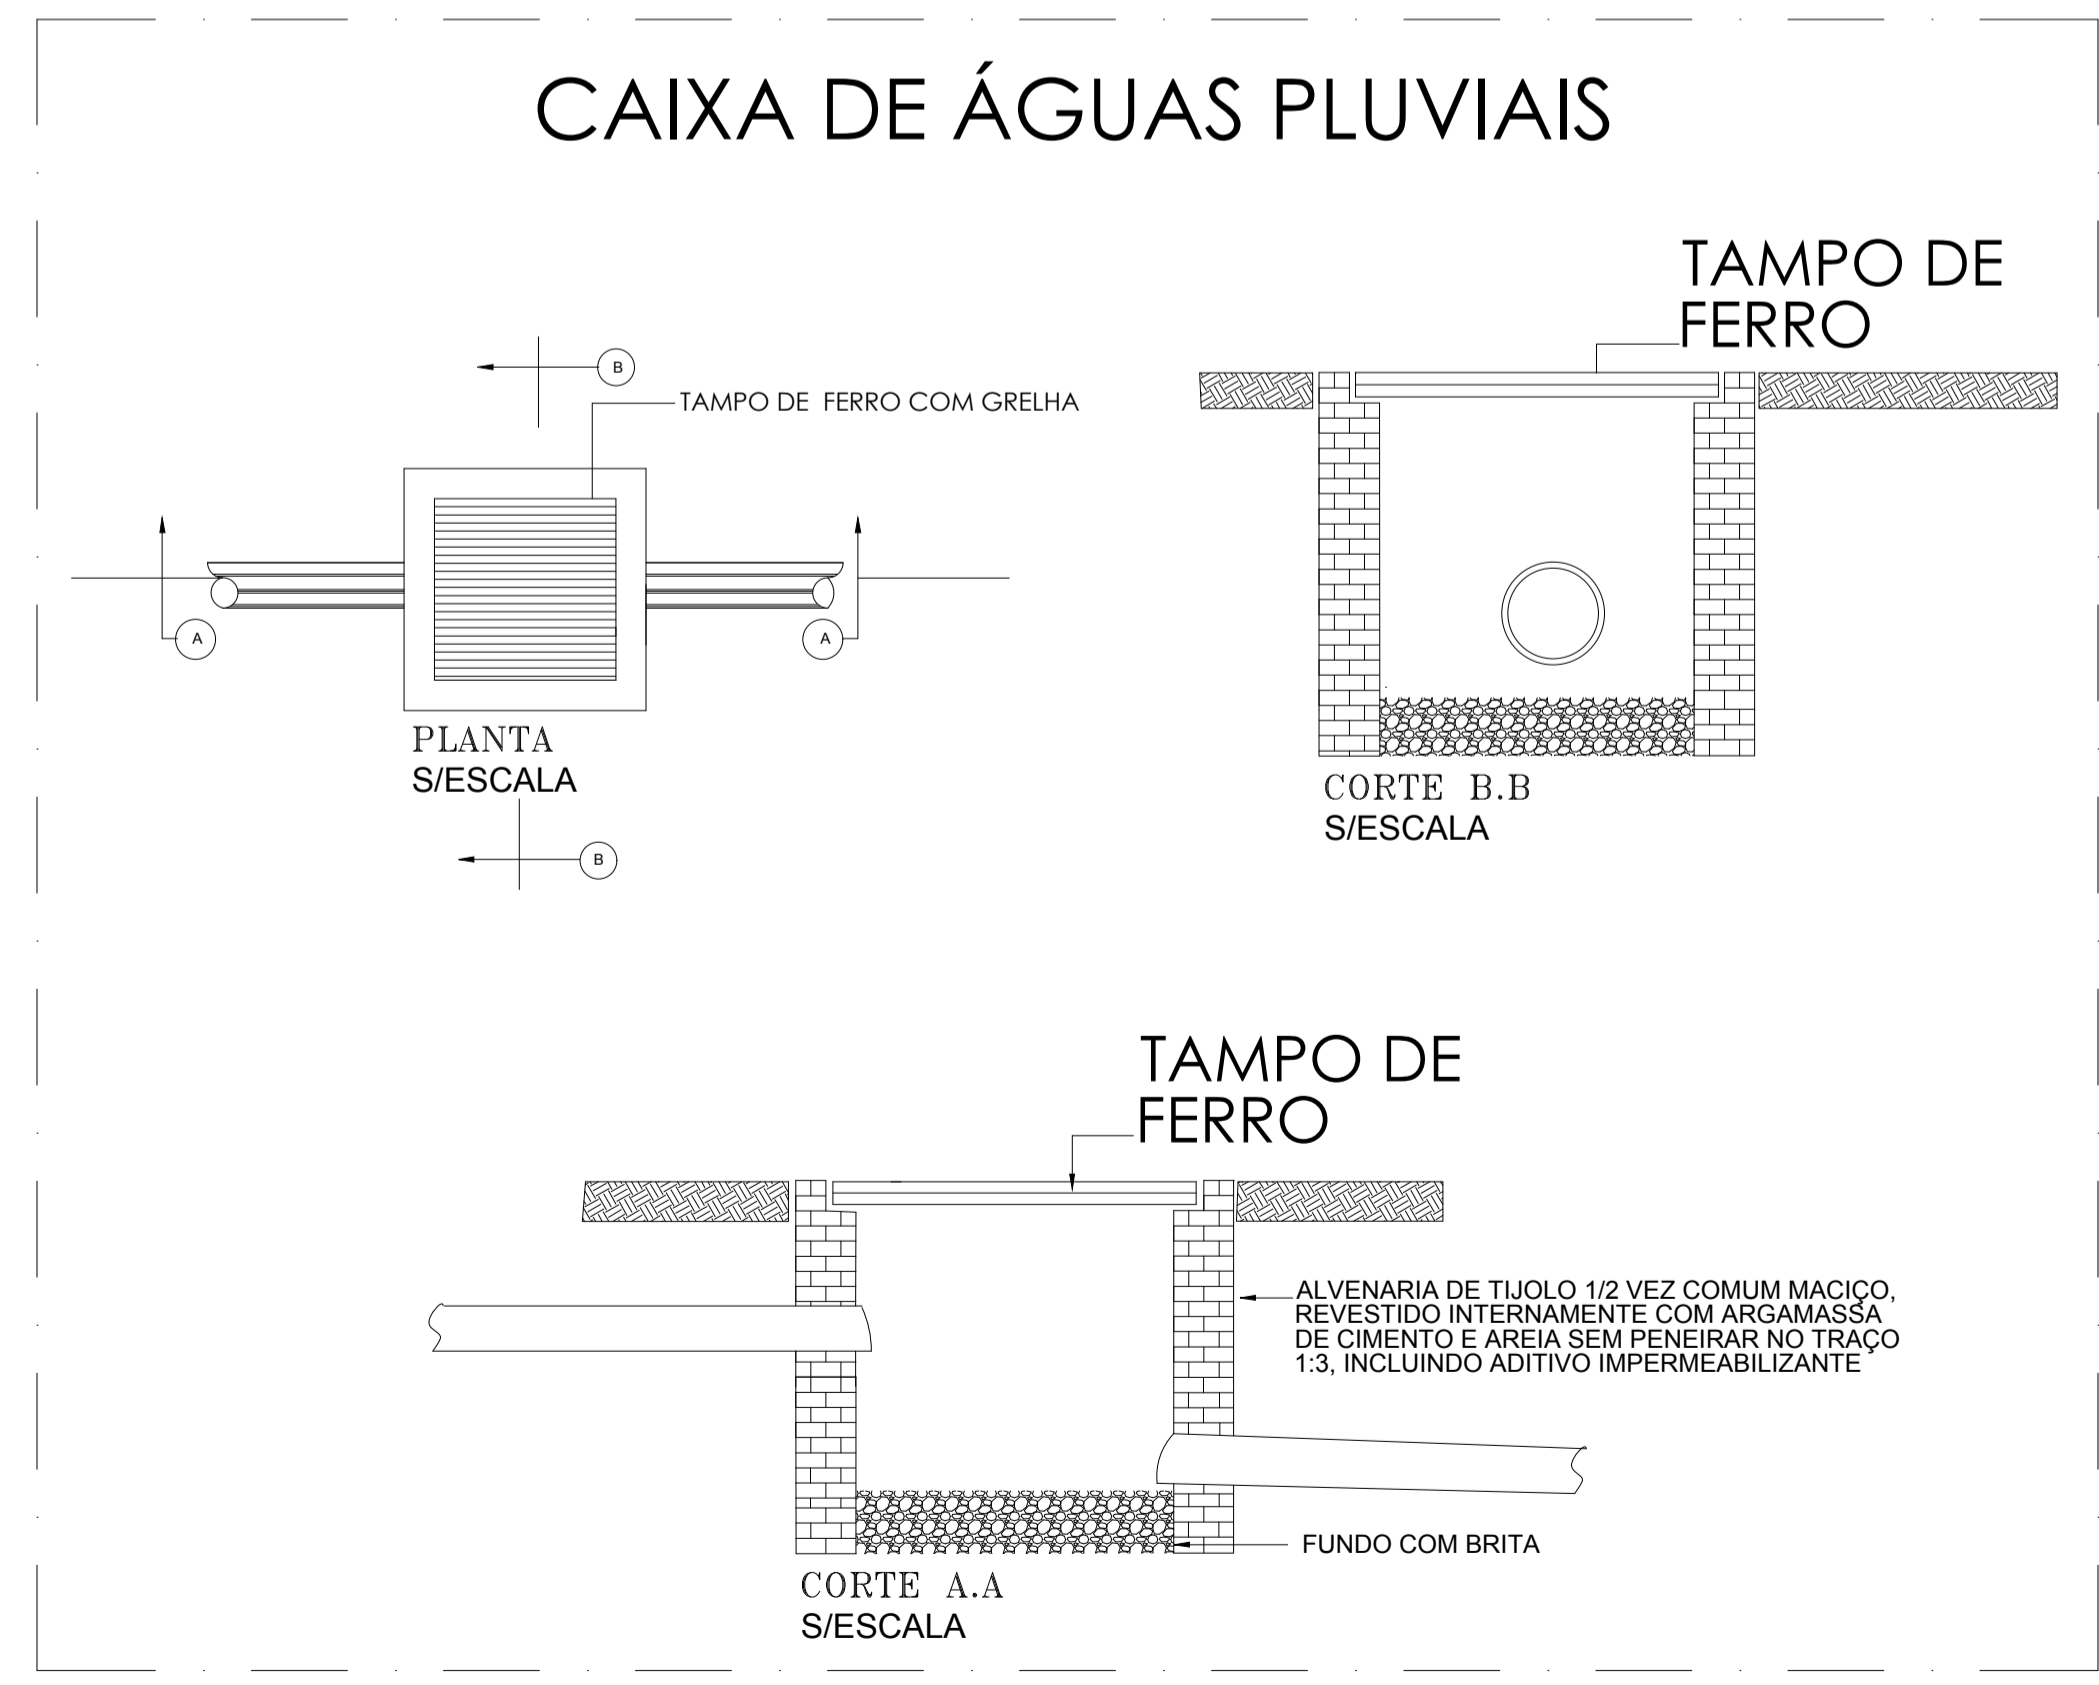 CAIXA DE ÁGUAS PLUVIAIS
TAMPO DE
FERRO
B
TAMPO DE FERRO COM GRELHA
A
A
PLANTA
S/ESCALA
B
CORTE B.B
S/ESCALA
TAMPO DE
FERRO
ALVENARIA DE TIJOLO 1/2 VEZ COMUM MACIÇO,
REVESTIDO INTERNAMENTE COM ARGAMASSA
DE CIMENTO E AREIA SEM PENEIRAR NO TRAÇO
1:3, INCLUINDO ADITIVO IMPERMEABILIZANTE
FUNDO COM BRITA
CORTE A.A
S/ESCALA